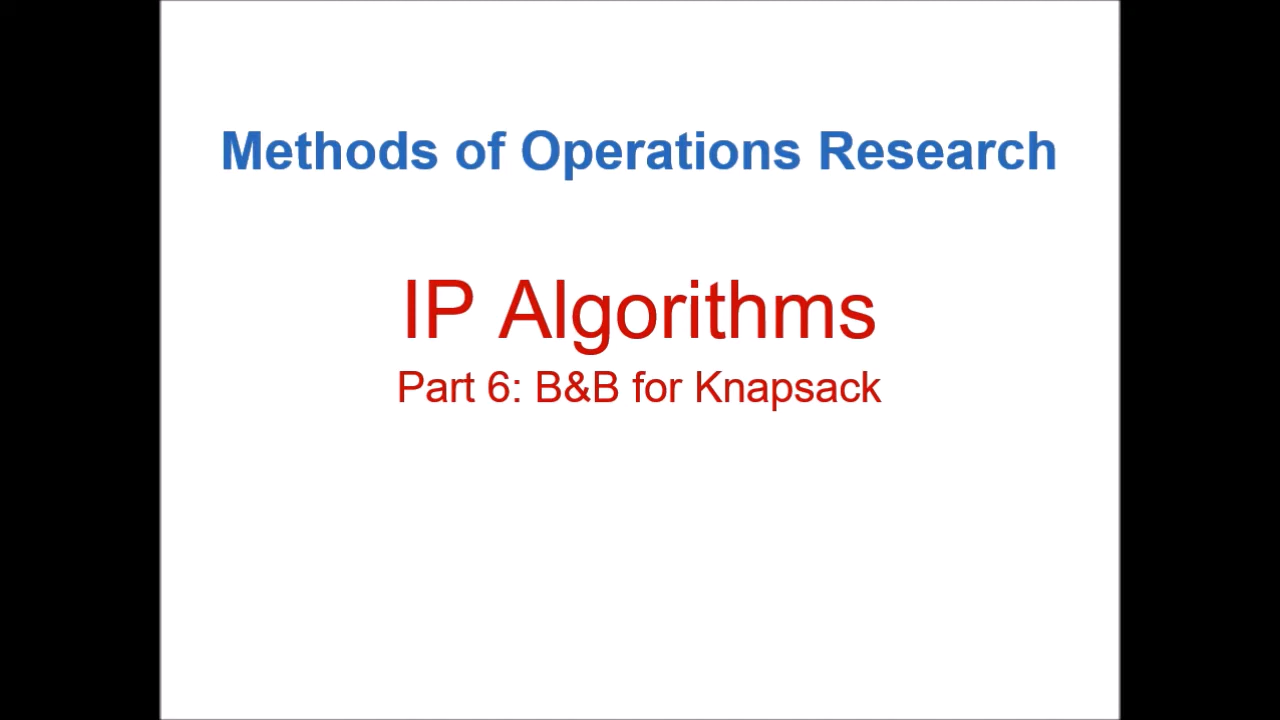 Methods of Operations Research
IP Algorithms
Part 6: B&B for Knapsack